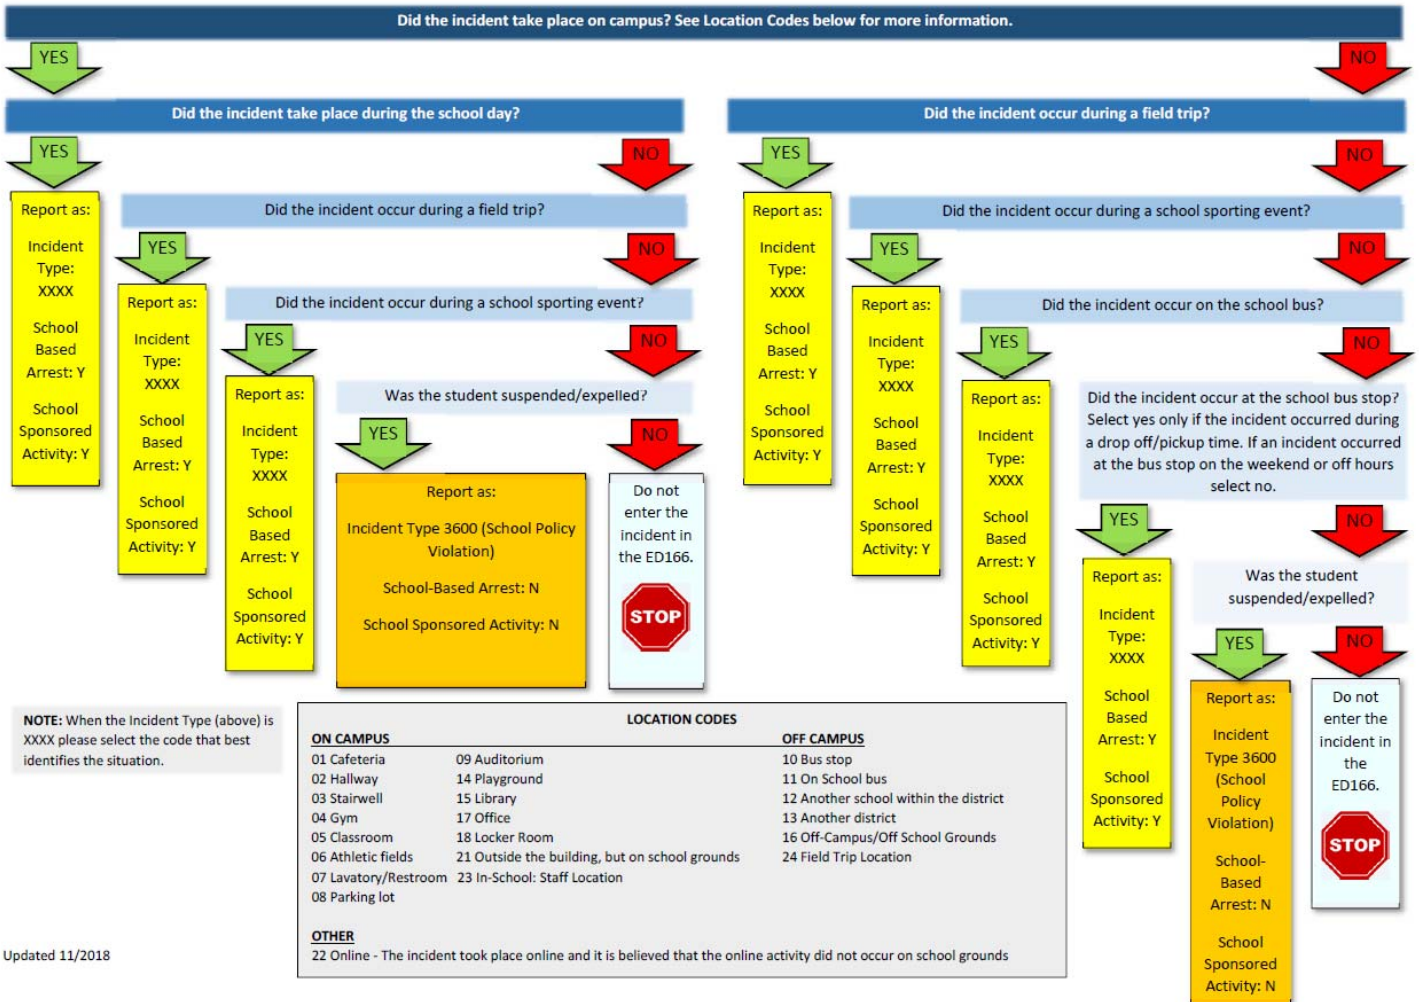 Did the incident take place on campus? See Location Codes below for more information.
YES
NO
Did the incident take place during the school day?
Did the incident occur during a field trip?
YES
NO
YES
NO
Report as:
Incident
Type:
XXXX
School
Based
Arrest: Y
School
Sponsored
Activity: Y
Did the incident occur during a field trip?
YES
NO
Report as:
Incident
Type:
XXXX
School
Based
Arrest: Y
School
Sponsored
Activity: Y
Did the incident occur during a school sporting event?
YES
NO
Report as:
Incident
Type:
XXXX
School
Based
Arrest: Y
School
Sponsored
Activity: Y
Was the student suspended/expelled?
YES
NO
Report as:
Incident Type 3600 (School Policy
Violation)
School-Based Arrest: N
School Sponsored Activity: N
Do not
enter the
incident in
the ED166.
STOP
Report as:
Incident
Type:
XXXX
School
Based
Arrest: Y
School
Sponsored
Activity: Y
Did the incident occur during a school sporting event?
YES
NO
Report as:
Incident
Type:
XXXX
School
Based
Arrest: Y
School
Sponsored
Activity: Y
Did the incident occur on the school bus?
YES
NO
Report as:
Incident
Type:
XXXX
School
Based
Arrest: Y
School
Sponsored
Activity: Y
Did the incident occur at the school bus stop?
Select yes only if the incident occurred during
a drop off/pickup time. If an incident occurred
at the bus stop on the weekend or off hours
select no.
YES
NO
Report as:
Incident
Type:
XXXX
School
Based
Arrest: Y
School
Sponsored
Activity: Y
Was the student
suspended/expelled?
YES
NO
Report as:
Incident
Type 3600
(School
Policy
Violation)
School-
Based
Arrest: N
School
Sponsored
Activity: N
Do not
enter the
incident in
the
ED166.
STOP
NOTE: When the Incident Type (above) is
XXXX please select the code that best
identifies the situation.
LOCATION CODES
ON CAMPUS
01 Cafeteria
02 Hallway
03 Stairwell
04 Gym
05 Classroom
06 Athletic fields
07 Lavatory/Restroom
08 Parking lot
09 Auditorium
14 Playground
15 Library
17 Office
18 Locker Room
21 Outside the building, but on school grounds
23 In-School: Staff Location
OFF CAMPUS
10 Bus stop
11 On School bus
12 Another school within the district
13 Another district
16 Off-Campus/Off School Grounds
24 Field Trip Location
OTHER
22 Online - The incident took place online and it is believed that the online activity did not occur on school grounds
Updated 11/2018